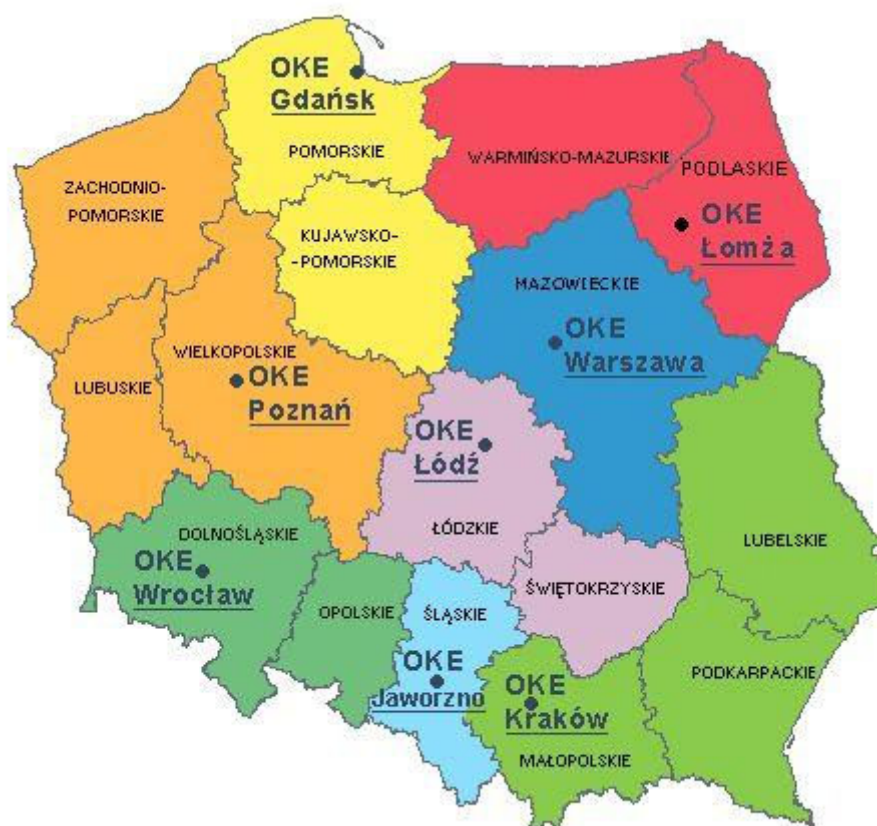 OKE
Gdańsk
POMORSKIE
WARMIŃSKO-MAZURSKIE
PODLASKIE
ZACHODNIO-
POMORSKIE
OKE
Łomża
KUJAWSKO-
-POMORSKIE
MAZOWIECKIE
OKE
Warszawa
WIELKOPOLSKIE
LUBUSKIE
OKE
Poznań
OKE
Łódź
ŁÓDZKIE
DOLNOŚLĄSKIE
LUBELSKIE
OKE
Wrocław
OPOLSKIE
ŚLĄSKIE
ŚWIĘTOKRZYSKIE
OKE
Jaworzno
OKE
Kraków
PODKARPACKIE
MAŁOPOLSKIE